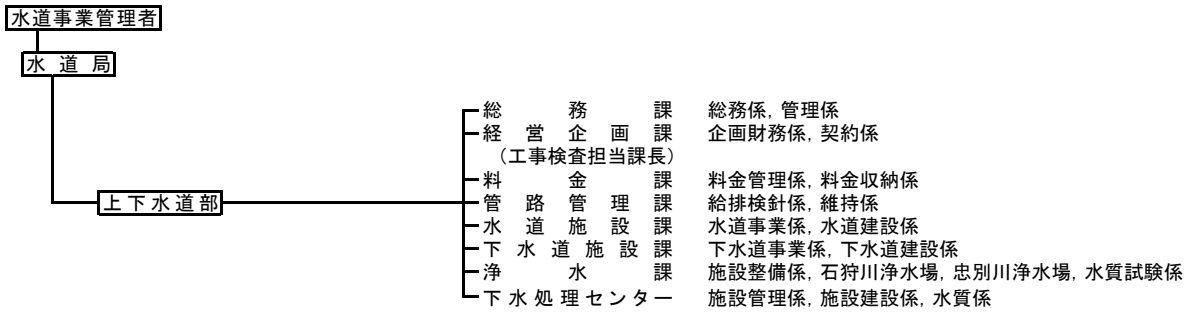 水道事業管理者
水道局
総務課 総務係, 管理係
経営企画課 企画財務係, 契約係
(工事検査担当課長)
料金課 料金管理係, 料金収納係
上下水道部 管路管理課 給排検針係, 維持係
水道施設課 水道事業係, 水道建設係
下水道施設課 下水道事業係, 下水道建設係
浄水課 施設整備係, 石狩川浄水場, 忠別川浄水場, 水質試験係
下水処理センター 施設管理係, 施設建設係, 水質係